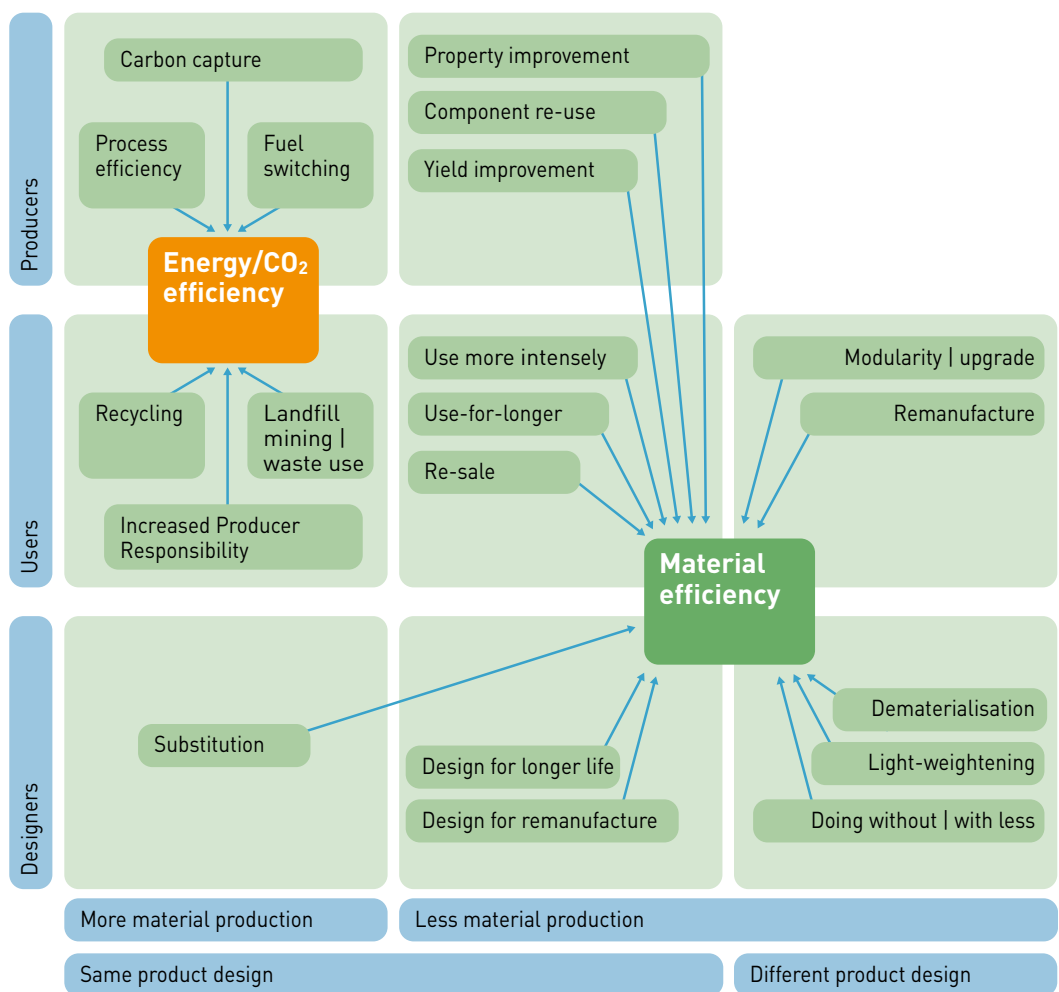 Producers
Carbon capture
Process
efficiency
Fuel
switching
Energy/CO₂
efficiency
Property improvement
Component re-use
Yield improvement
Users
Recycling
Landfill
mining |
waste use
Increased Producer
Responsibility
Use more intensely
Use-for-longer
Re-sale
Modularity | upgrade
Remanufacture
Material
efficiency
Designers
Substitution
Design for longer life
Design for remanufacture
Dematerialisation
Light-weightening
Doing without | with less
More material production
Less material production
Same product design
Different product design